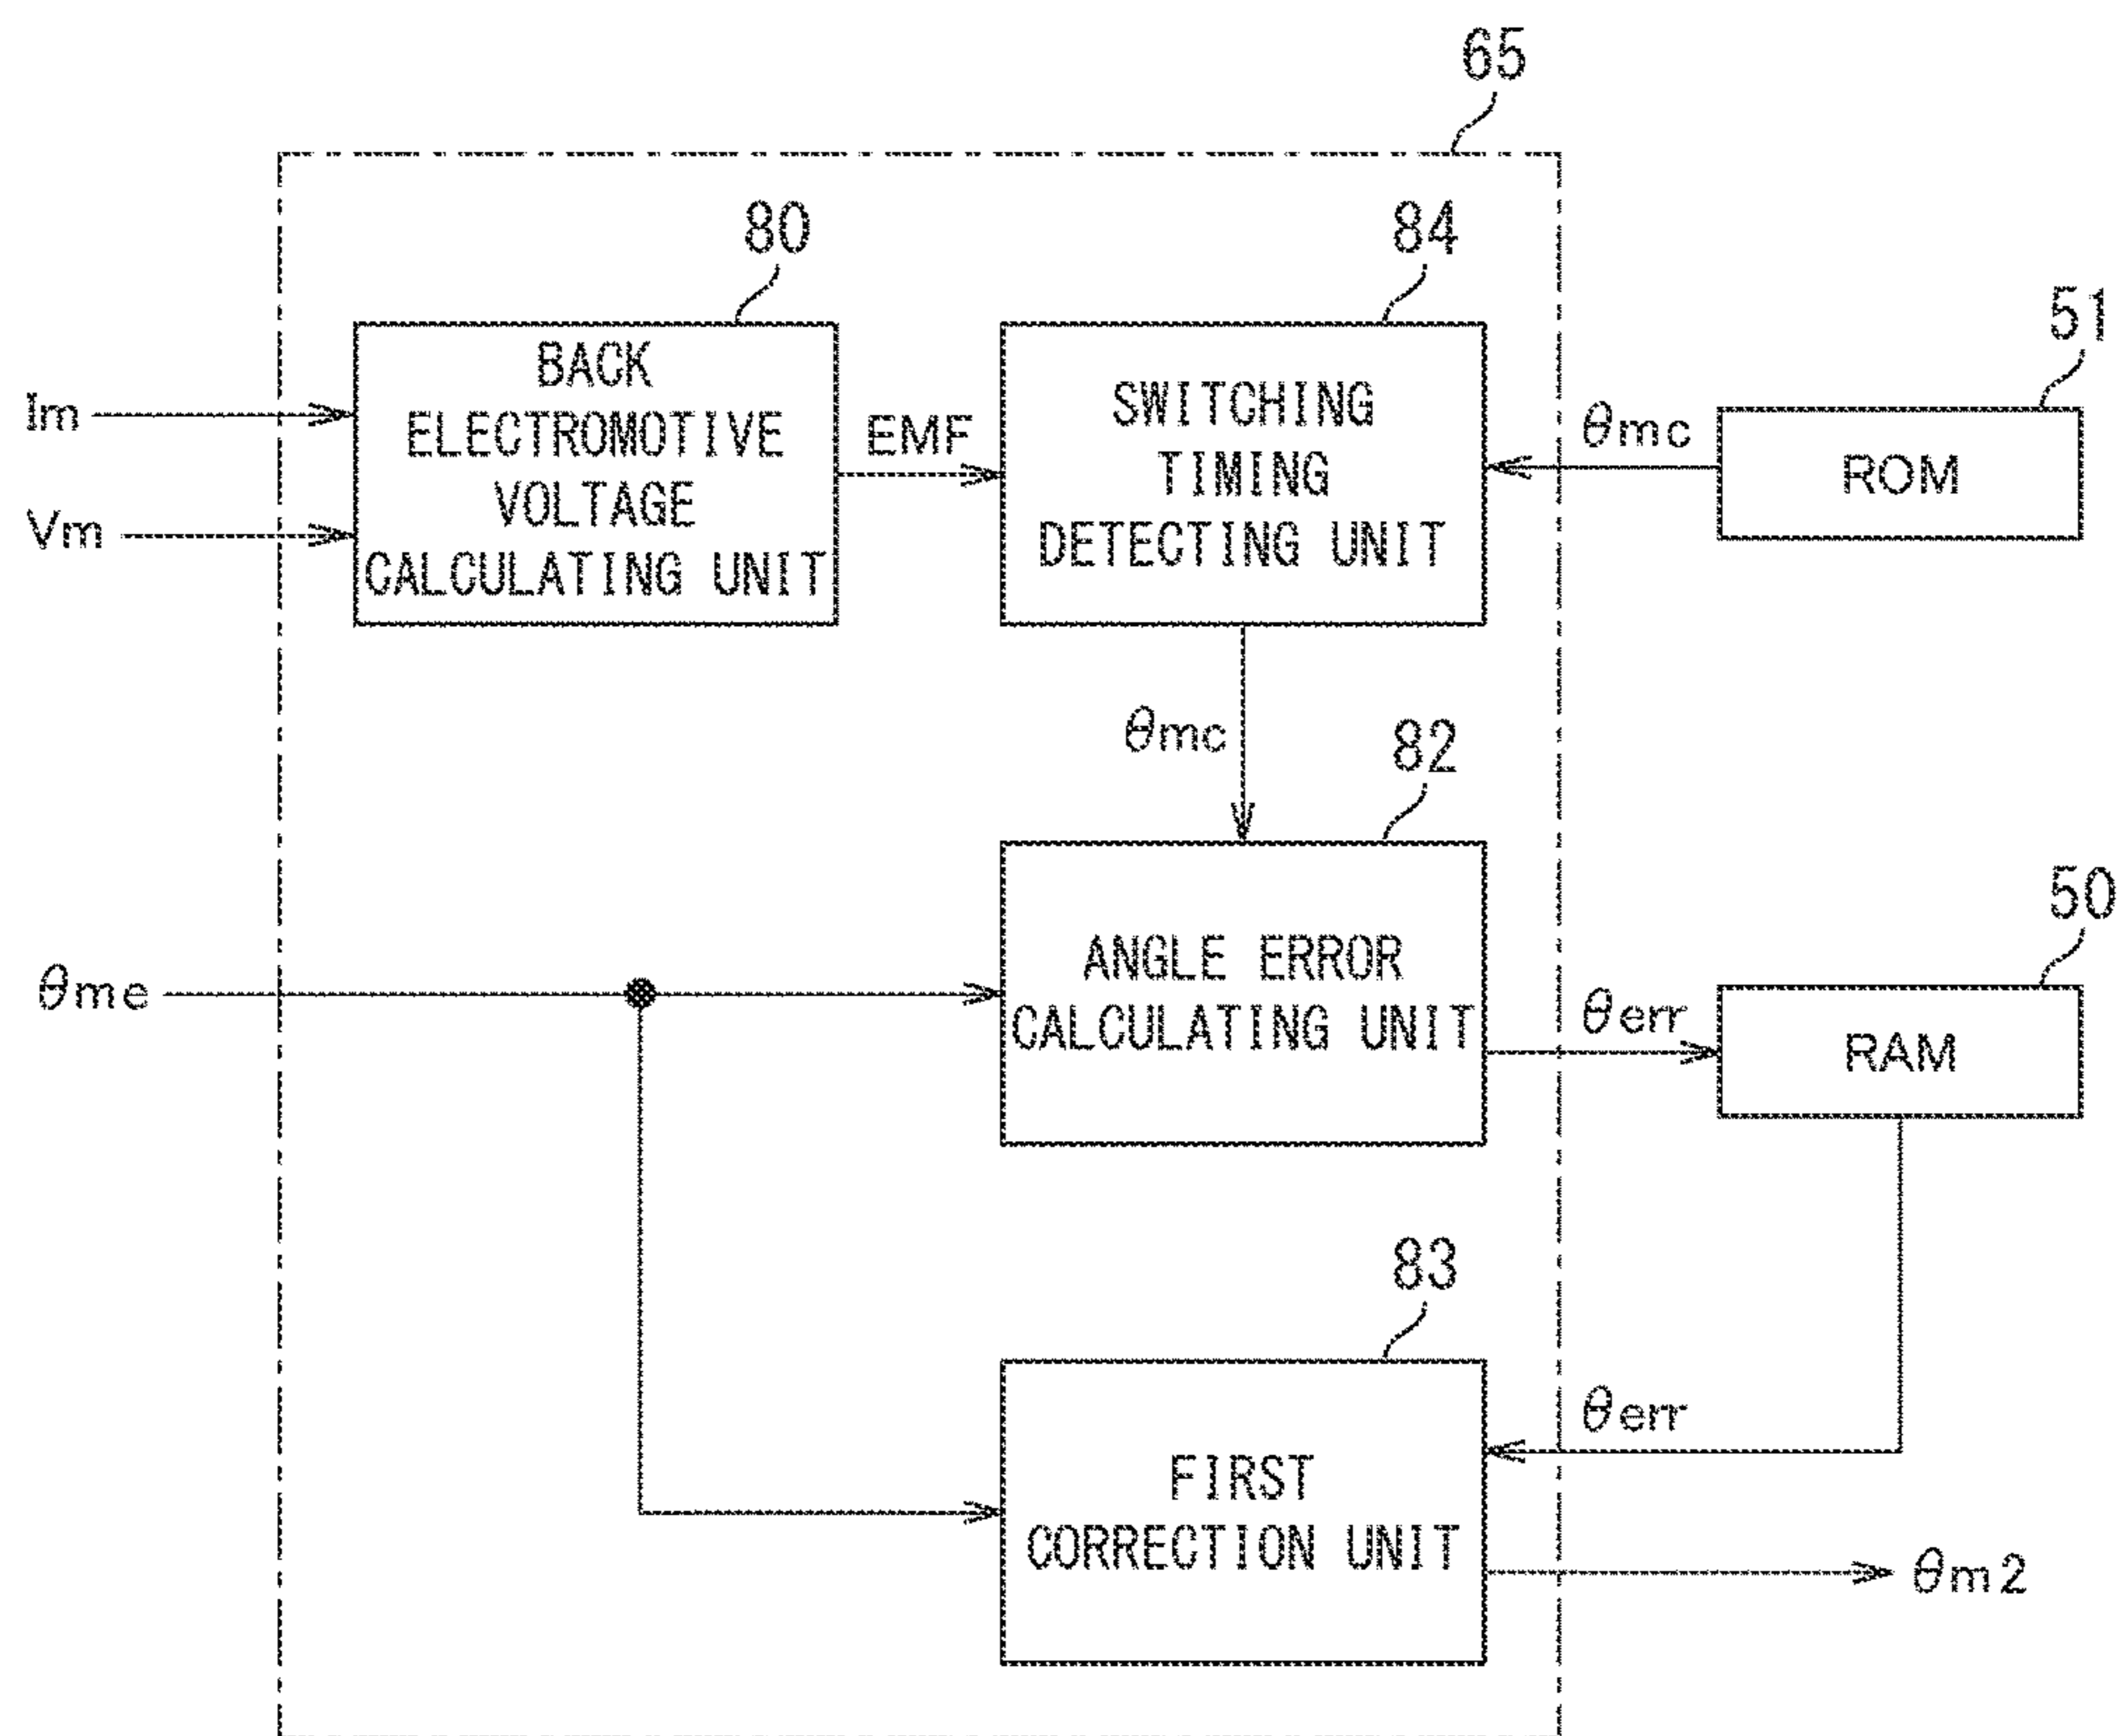 65
80
84
51
BACK
ELECTROMOTIVE
VOLTAGE
CALCULATING UNIT
Im
Vm
EMF
SWITCHING
TIMING
DETECTING UNIT
θmc
ROM
θmc
82
50
θme
ANGLE ERROR
CALCULATING UNIT
θerr
RAM
83
θerr
FIRST
CORRECTION UNIT
θm2